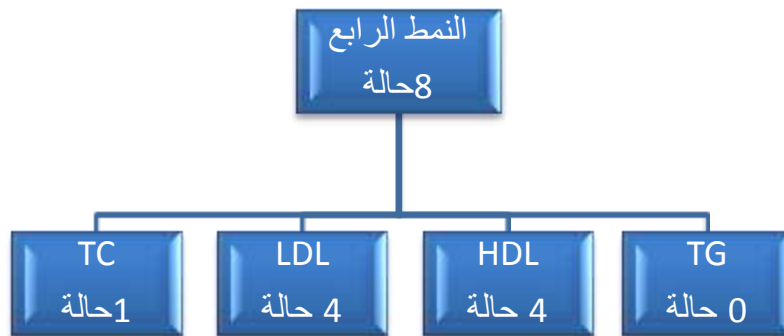 النمط الرابع
8حالة
TC
1حالة
LDL
4 حالة
HDL
4 حالة
TG
0 حالة